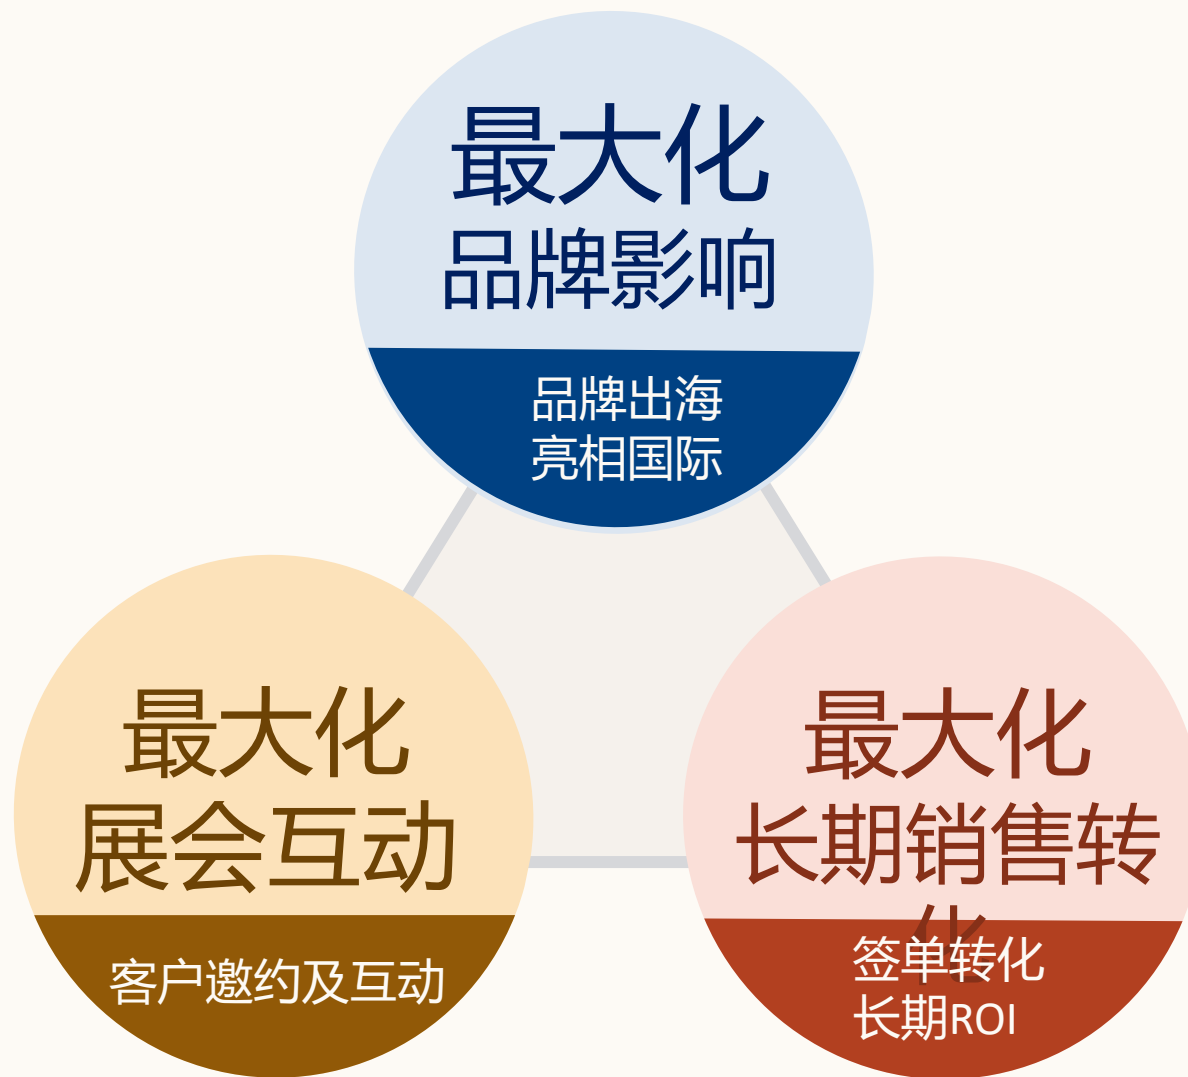 最大化
品牌影响
品牌出海
亮相国际
最大化
展会互动
客户邀约及互动
最大化
长期销售转
化
签单转化
长期ROI